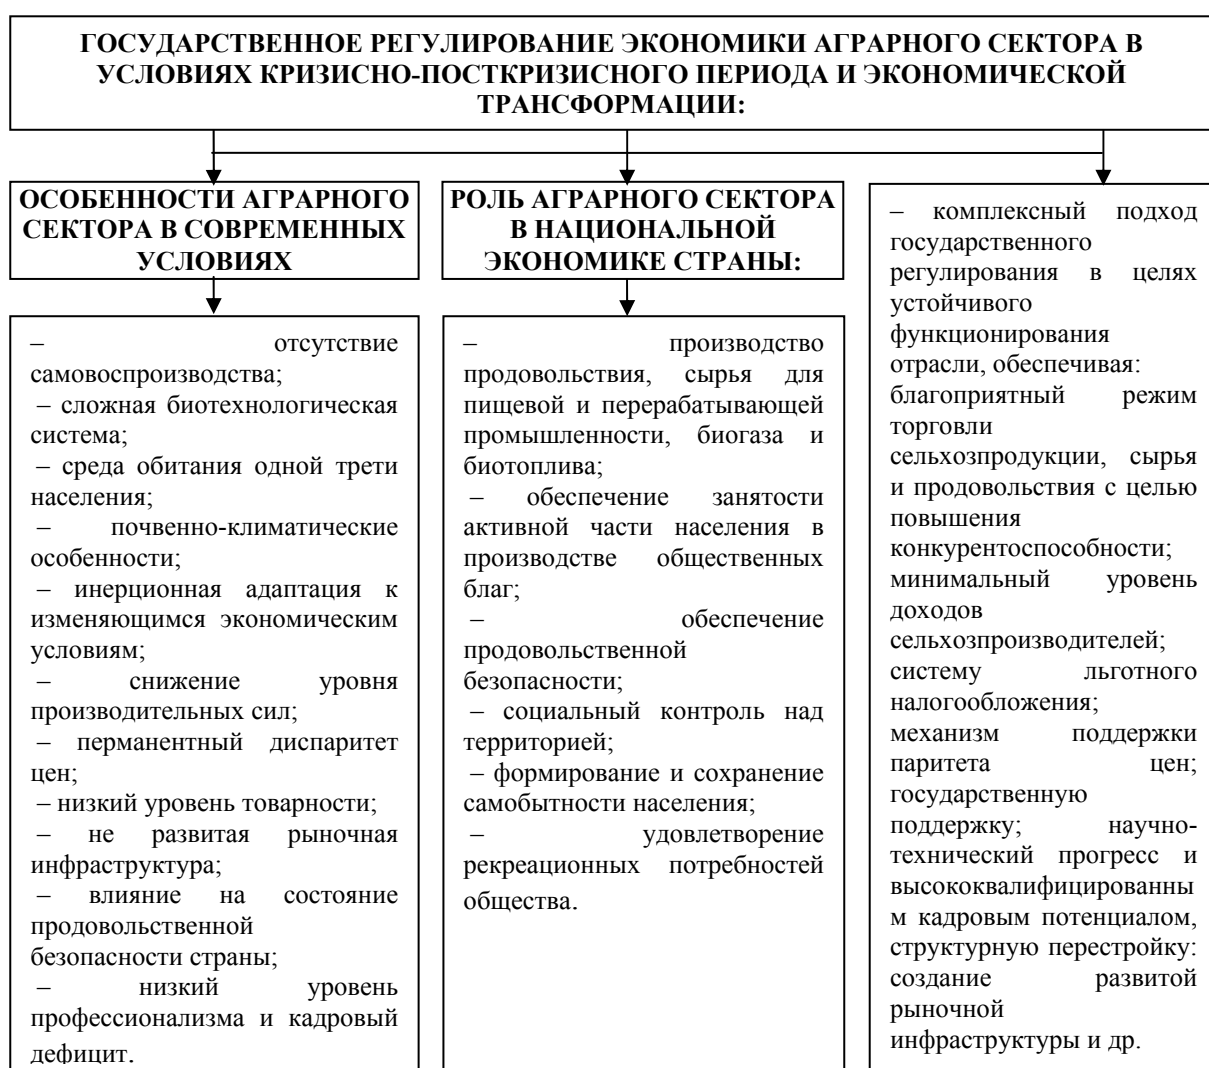 ГОСУДАРСТВЕННОЕ РЕГУЛИРОВАНИЕ ЭКОНОМИКИ АГРАРНОГО СЕКТОРА В
УСЛОВИЯХ КРИЗИСНО-ПОСТКРИЗИСНОГО ПЕРИОДА И ЭКОНОМИЧЕСКОЙ
ТРАНСФОРМАЦИИ:
ОСОБЕННОСТИ АГРАРНОГО
СЕКТОРА В СОВРЕМЕННЫХ
УСЛОВИЯХ
– отсутствие
самовоспроизводства;
– сложная биотехнологическая
система;
– среда обитания одной трети
населения;
– почвенно-климатические
особенности;
– инерционная адаптация к
изменяющимся экономическим
условиям;
– снижение уровня
производительных сил;
– перманентный диспаритет
цен;
– низкий уровень товарности;
– не развитая рыночная
инфраструктура;
– влияние на состояние
продовольственной
безопасности страны;
– низкий уровень
профессионализма и кадровый
дефицит.
РОЛЬ АГРАРНОГО СЕКТОРА
В НАЦИОНАЛЬНОЙ
ЭКОНОМИКЕ СТРАНЫ:
– производство
продовольствия, сырья для
пищевой и перерабатывающей
промышленности, биогаза и
биотоплива;
– обеспечение занятости
активной части населения в
производстве общественных
благ;
– обеспечение
продовольственной
безопасности;
– социальный контроль над
территорией;
– формирование и сохранение
самобытности населения;
– удовлетворение
рекреационных потребностей
общества.
– комплексный подход
государственного
регулирования в целях
устойчивого
функционирования
отрасли, обеспечивая:
благоприятный режим
торговли
сельхозпродукции, сырья
и продовольствия с целью
повышения
конкурентоспособности;
минимальный уровень
доходов
сельхозпроизводителей;
систему льготного
налогообложения;
механизм поддержки
паритета цен;
государственную
поддержку; научно-
технический прогресс и
высококвалифицированны
м кадровым потенциалом,
структурную перестройку:
создание развитой
рыночной
инфраструктуры и др.